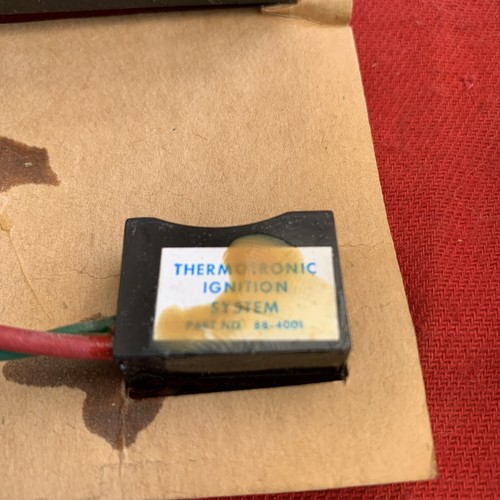 THERMOTRONIC
IGNITION
SYSTEM
PART NO. 88-4001